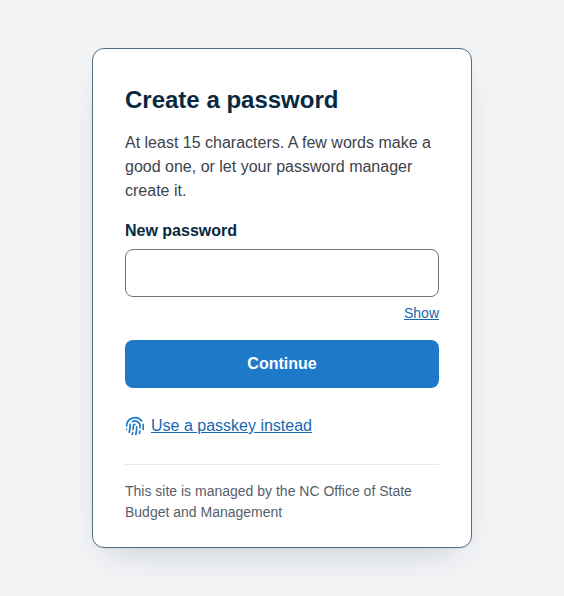 Create a password
At least 15 characters. A few words make a
good one, or let your password manager
create it.
New password
Show
Continue
Use a passkey instead
This site is managed by the NC Office of State
Budget and Management